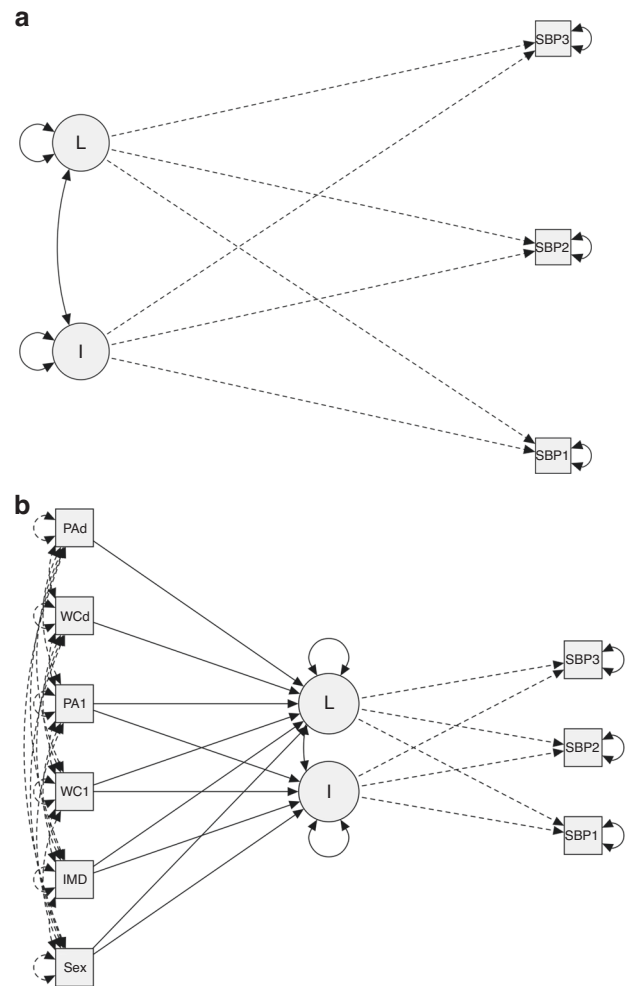 a
SBP3
L
SBP2
I
SBP1
b
PAd
WCd
SBP3
PA1
L
SBP2
WC1
I
SBP1
IMD
Sex